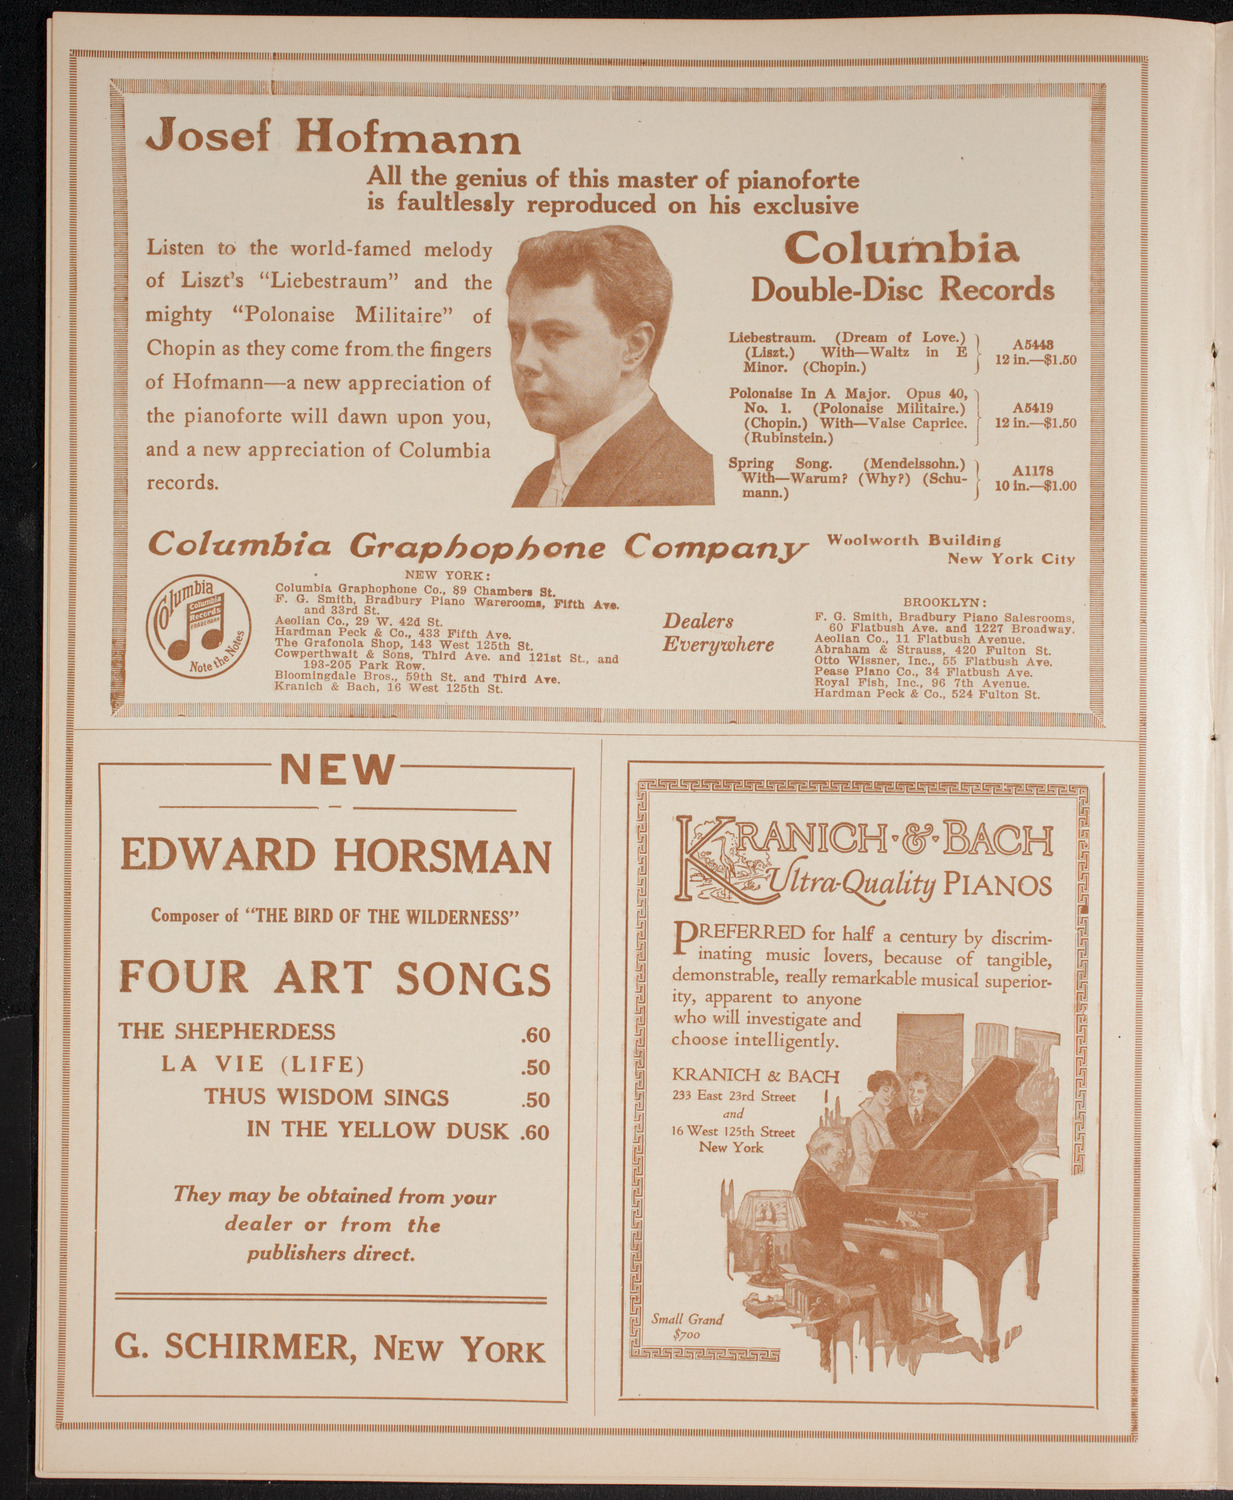 Josef Hofmann
All the genius of this master of pianoforte
is faultlessly reproduced on his exclusive
Listen to the world-famed melody
of Liszt's "Liebestraum" and the
mighty "Polonaise Militaire" of
Chopin as they come from the fingers
of Hofmann—a new appreciation of
the pianoforte will dawn upon you,
and a new appreciation of Columbia
records.
Columbia
Double-Disc Records
Liebestraum. (Dream of Love.)
(Liszt.) With—Waltz in E
Minor. (Chopin.)
A5448
12 in.—$1.50
Polonaise In A Major. Opus 40,
No. 1. (Polonaise Militaire.)
(Chopin.) With—Valse Caprice.
(Rubinstein.)
A5419
12 in.—$1.50
Spring Song. (Mendelssohn.)
With—Warum? (Why?) (Schu-
mann.)
A1178
10 in.—$1.00
Columbia Graphophone Company
Woolworth Building
New York City
Columbia
Columbia
Records
Note the Notes
NEW YORK:
Columbia Graphophone Co., 89 Chambers St.
F. G. Smith, Bradbury Piano Warerooms, Fifth Ave.
and 33rd St.
Aeolian Co., 29 W. 42d St.
Hardman Peck & Co., 433 Fifth Ave.
The Grafonola Shop, 143 West 125th St.
Cowperthwait & Sons, Third Ave. and 121st St., and
193-205 Park Row.
Bloomingdale Bros., 59th St. and Third Ave.
Kranich & Bach, 16 West 125th St.
Dealers
Everywhere
BROOKLYN:
F. G. Smith, Bradbury Piano Salesrooms,
60 Flatbush Ave. and 1227 Broadway.
Aeolian Co., 11 Flatbush Avenue.
Abraham & Strauss, 420 Fulton St.
Otto Wissner, Inc., 55 Flatbush Ave.
Pease Piano Co., 34 Flatbush Ave.
Royal Fish, Inc., 96 7th Avenue.
Hardman Peck & Co., 524 Fulton St.
NEW
EDWARD HORSMAN
Composer of "THE BIRD OF THE WILDERNESS"
FOUR ART SONGS
THE SHEPHERDESS .60
LA VIE (LIFE) .50
THUS WISDOM SINGS .50
IN THE YELLOW DUSK .60
They may be obtained from your
dealer or from the
publishers direct.
G. SCHIRMER, NEW YORK
KRANICH·&·BACH
Ultra-Quality PIANOS
PREFERRED for half a century by discrim-
inating music lovers, because of tangible,
demonstrable, really remarkable musical superior-
ity, apparent to anyone
who will investigate and
choose intelligently.
KRANICH & BACH
233 East 23rd Street
and
16 West 125th Street
New York
Small Grand
$700